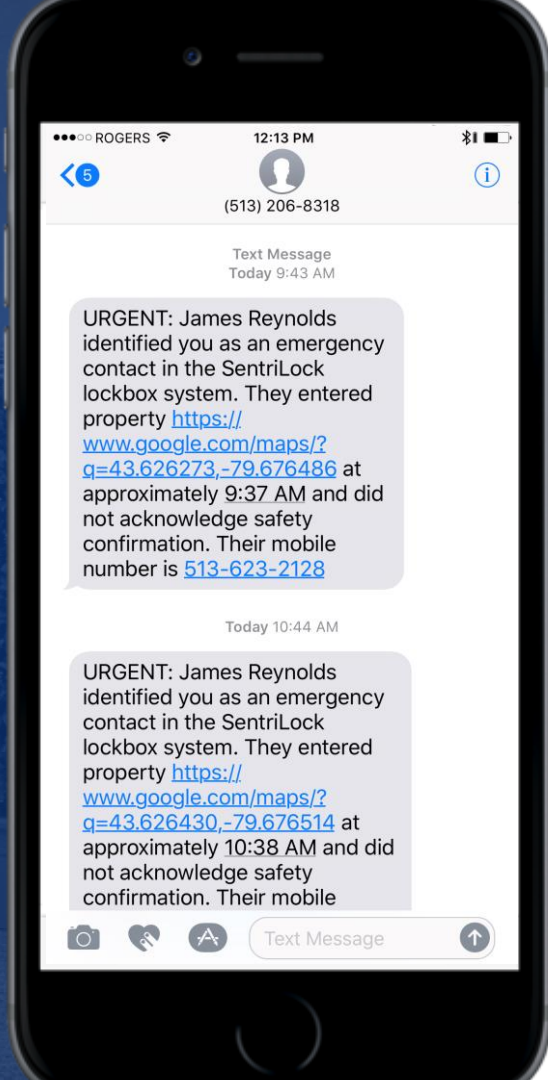 ROGERS 12:13 PM
5
(513) 206-8318
Text Message
Today 9:43 AM
URGENT: James Reynolds
identified you as an emergency
contact in the SentriLock
lockbox system. They entered
property https://
www.google.com/maps/?
q=43.626273,-79.676486 at
approximately 9:37 AM and did
not acknowledge safety
confirmation. Their mobile
number is 513-623-2128
Today 10:44 AM
URGENT: James Reynolds
identified you as an emergency
contact in the SentriLock
lockbox system. They entered
property https://
www.google.com/maps/?
q=43.626430,-79.676514 at
approximately 10:38 AM and did
not acknowledge safety
confirmation. Their mobile
Text Message